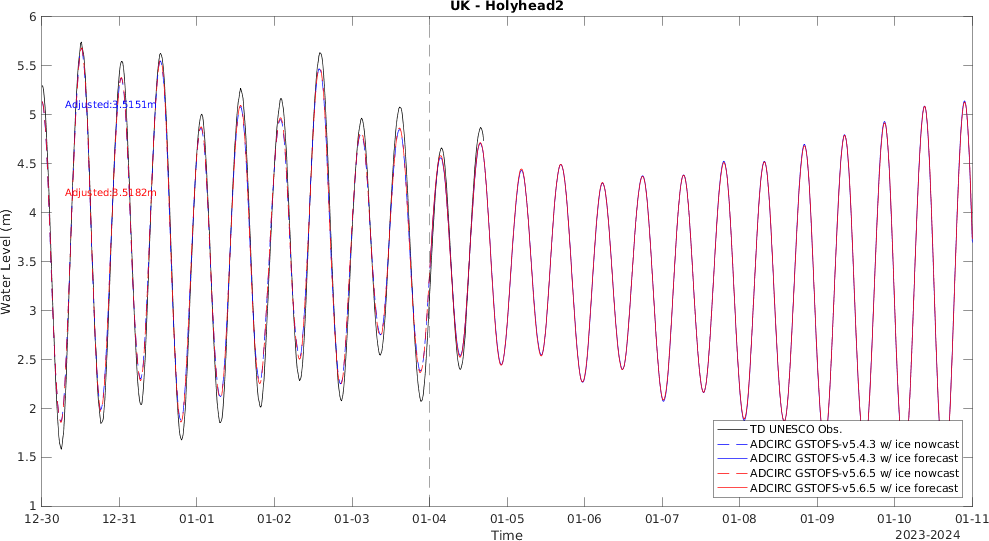 UK - Holyhead2
6
5.5
5
4.5
4
3.5
3
2.5
2
1.5
1
Water Level (m)
Adjusted:3.5151m
Adjusted:3.5182m
TD UNESCO Obs.
ADCIRC GSTOFS-v5.4.3 w/ ice nowcast
ADCIRC GSTOFS-v5.4.3 w/ ice forecast
ADCIRC GSTOFS-v5.6.5 w/ ice nowcast
ADCIRC GSTOFS-v5.6.5 w/ ice forecast
12-30 12-31 01-01 01-02 01-03 01-04 01-05 01-06 01-07 01-08 01-09 01-10 01-11
Time
2023-2024